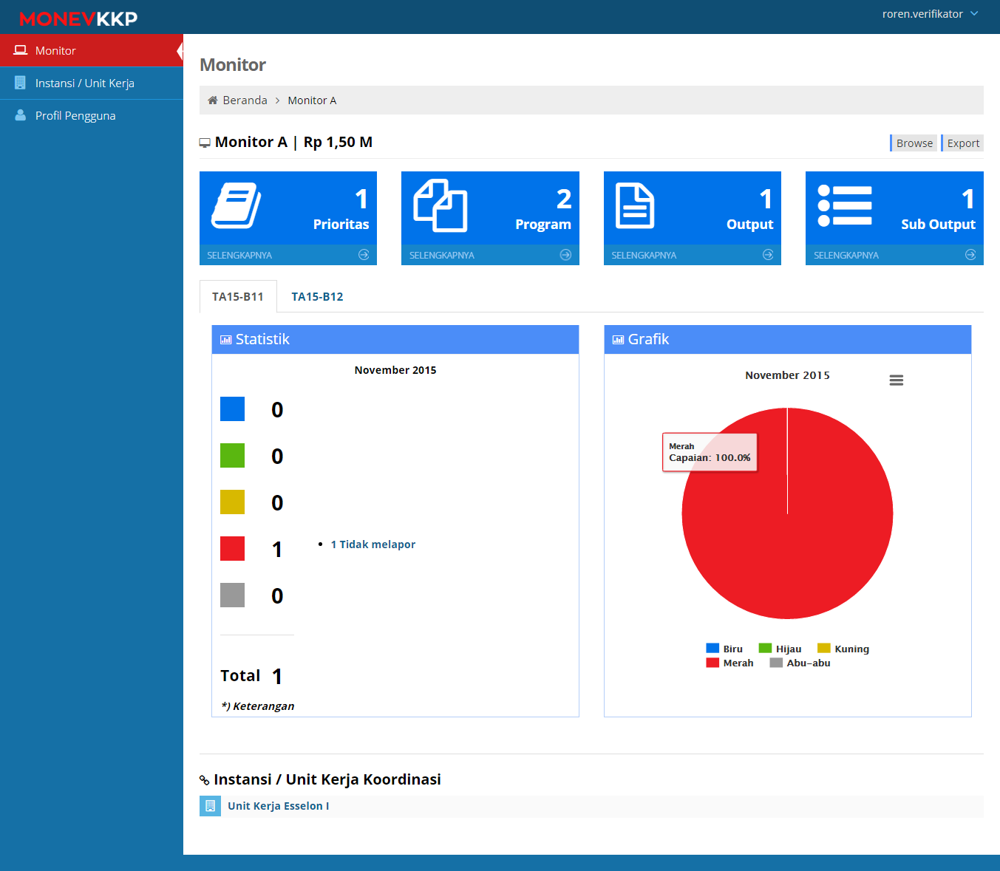 MONEVKKP
roren.verifikator
Monitor
Instansi / Unit Kerja
Profil Pengguna
Monitor
Beranda > Monitor A
Monitor A | Rp 1,50 M
Browse Export
1
Prioritas
SELENGKAPNYA
2
Program
SELENGKAPNYA
1
Output
SELENGKAPNYA
1
Sub Output
SELENGKAPNYA
TA15-B11 TA15-B12
Statistik
November 2015
0
0
0
1
1 Tidak melapor
0
Total 1
*) Keterangan
Grafik
November 2015
Merah
Capaian: 100.0%
Biru Hijau Kuning
Merah Abu-abu
Instansi / Unit Kerja Koordinasi
Unit Kerja Esselon I